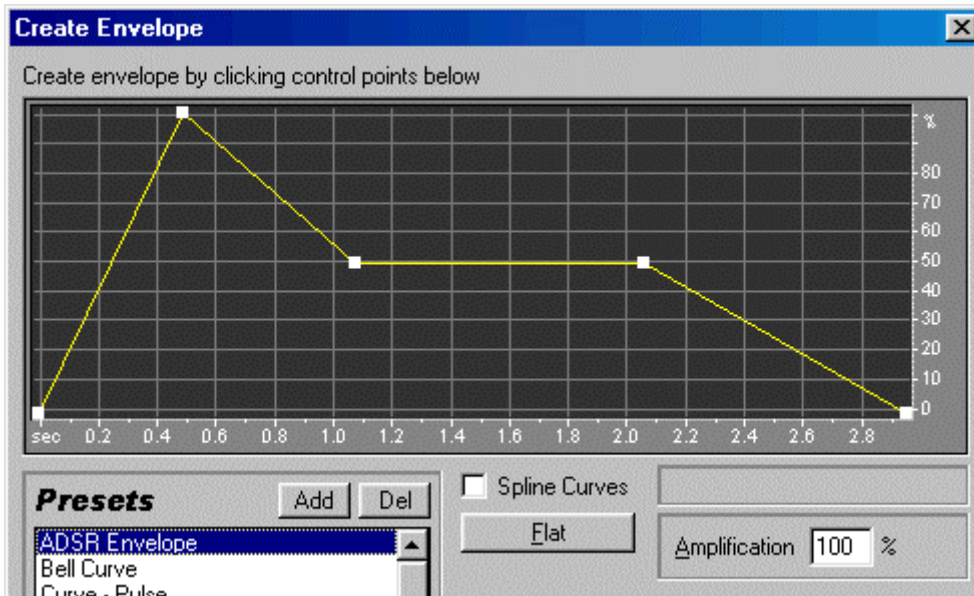 Create Envelope
Create envelope by clicking control points below
%
80
70
60
50
40
30
20
10
0
sec 0.2 0.4 0.6 0.8 1.0 1.2 1.4 1.6 1.8 2.0 2.2 2.4 2.6 2.8
Presets Add Del
Spline Curves
ADSR Envelope
Flat
Amplification 100 %
Bell Curve
Curve - Pulse